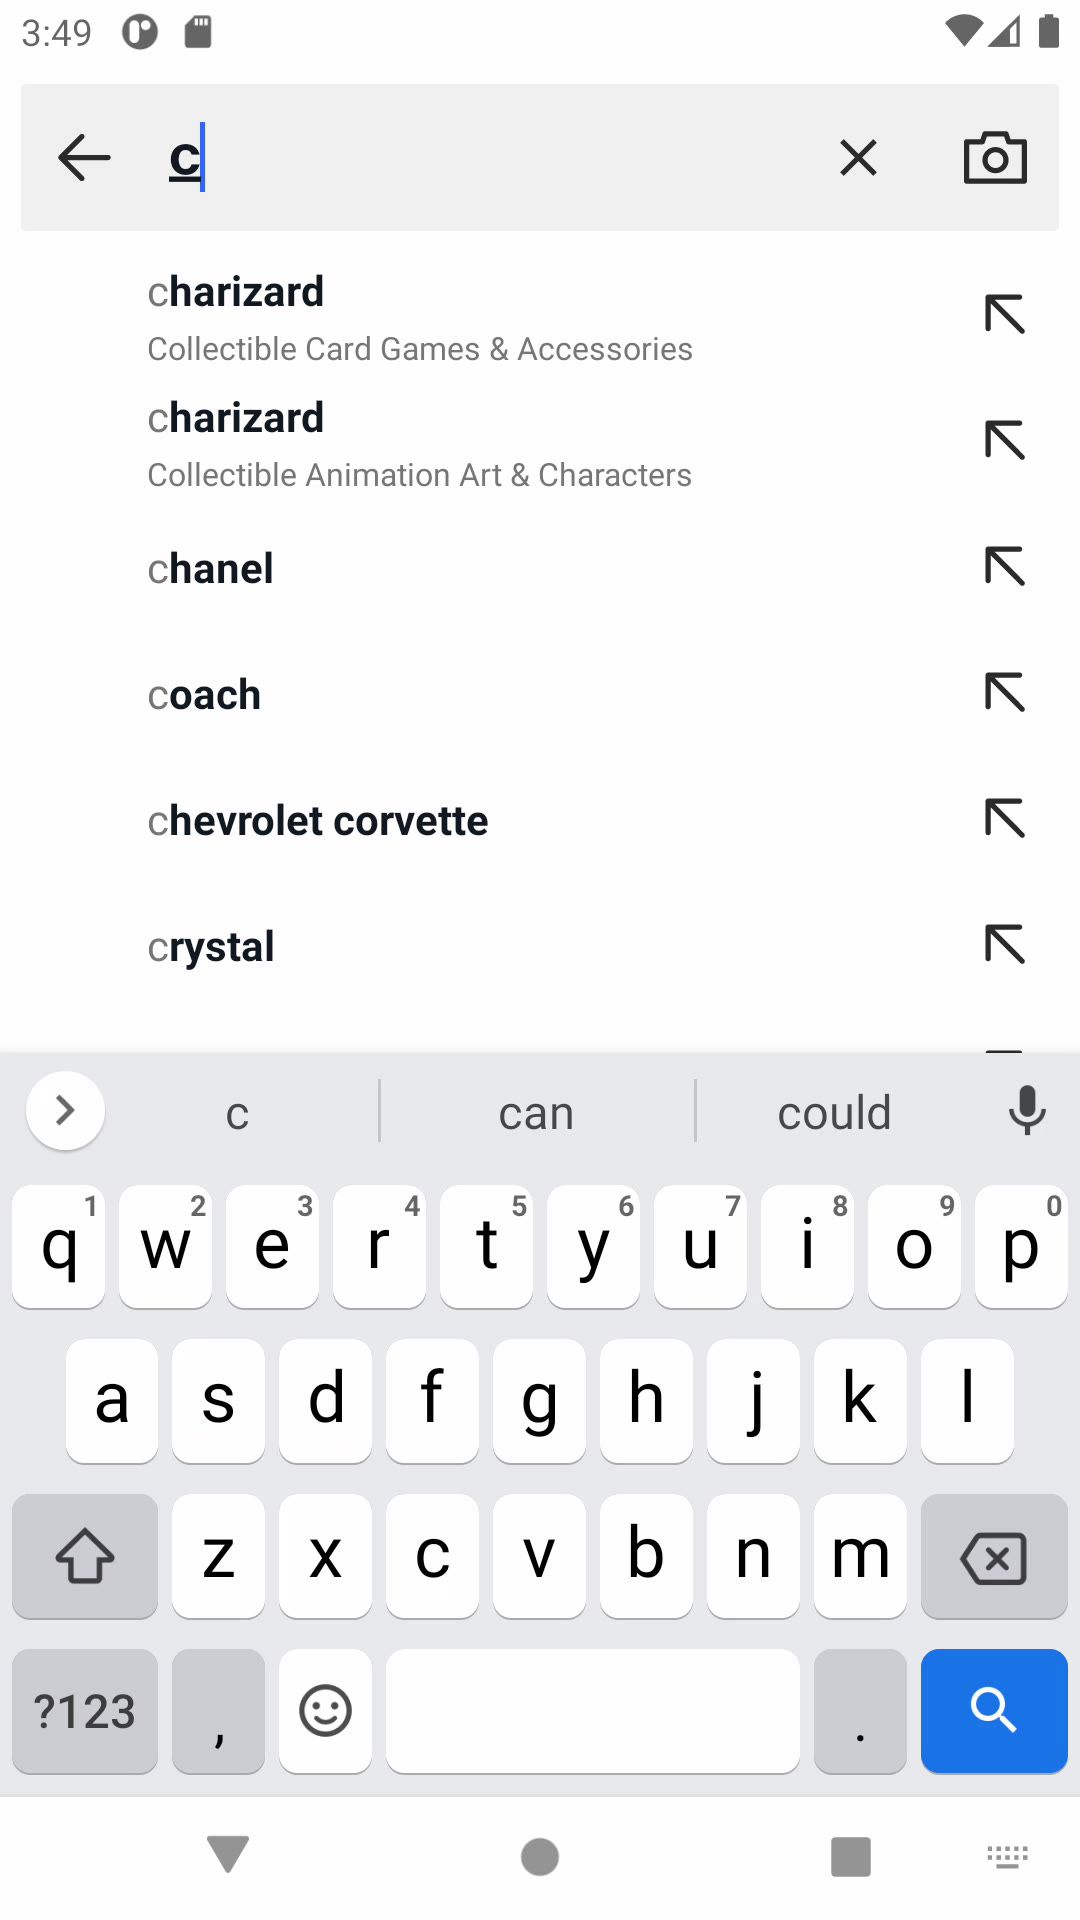 3:49
c
charizard
Collectible Card Games & Accessories
charizard
Collectible Animation Art & Characters
chanel
coach
chevrolet corvette
crystal
c can could
1 2 3 4 5 6 7 8 9 0
q w e r t y u i o p
a s d f g h j k l
z x c v b n m
?123 , .